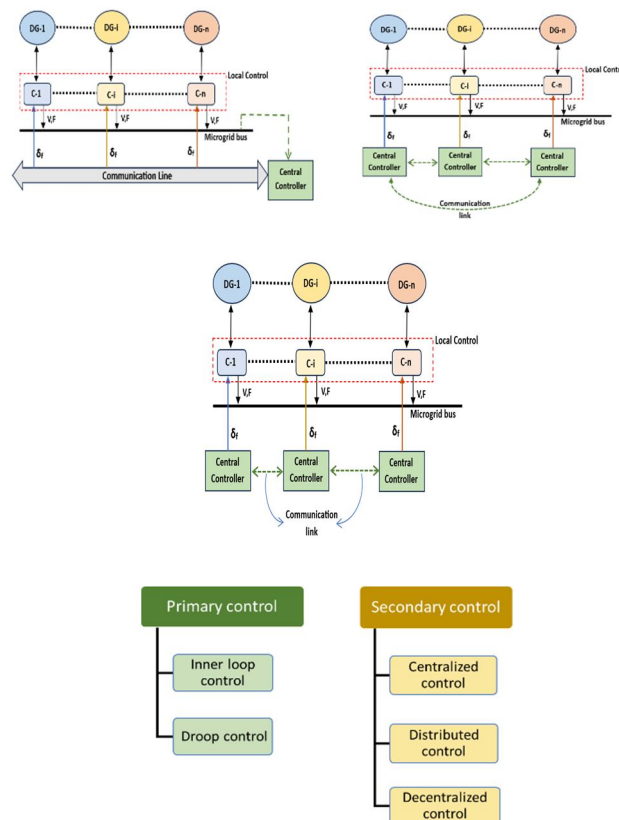 DG-1
DG-i
DG-n
Local Control
C-1
C-i
C-n
V,F
V,F
V,F
Microgrid bus
δf
δf
δf
Communication Line
Central
Controller
DG-1
DG-i
DG-n
Local Cont
C-1
C-i
C-n
V,F
V,F
V,F
Microgrid bus
δf
δf
δf
Central
Controller
Central
Controller
Central
Controller
Communication
link
DG-1
DG-i
DG-n
Local Control
C-1
C-i
C-n
V,F
V,F
V,F
Microgrid bus
δf
δf
δf
Central
Controller
Central
Controller
Central
Controller
Communication
link
Primary control
Inner loop
control
Droop control
Secondary control
Centralized
control
Distributed
control
Decentralized
control